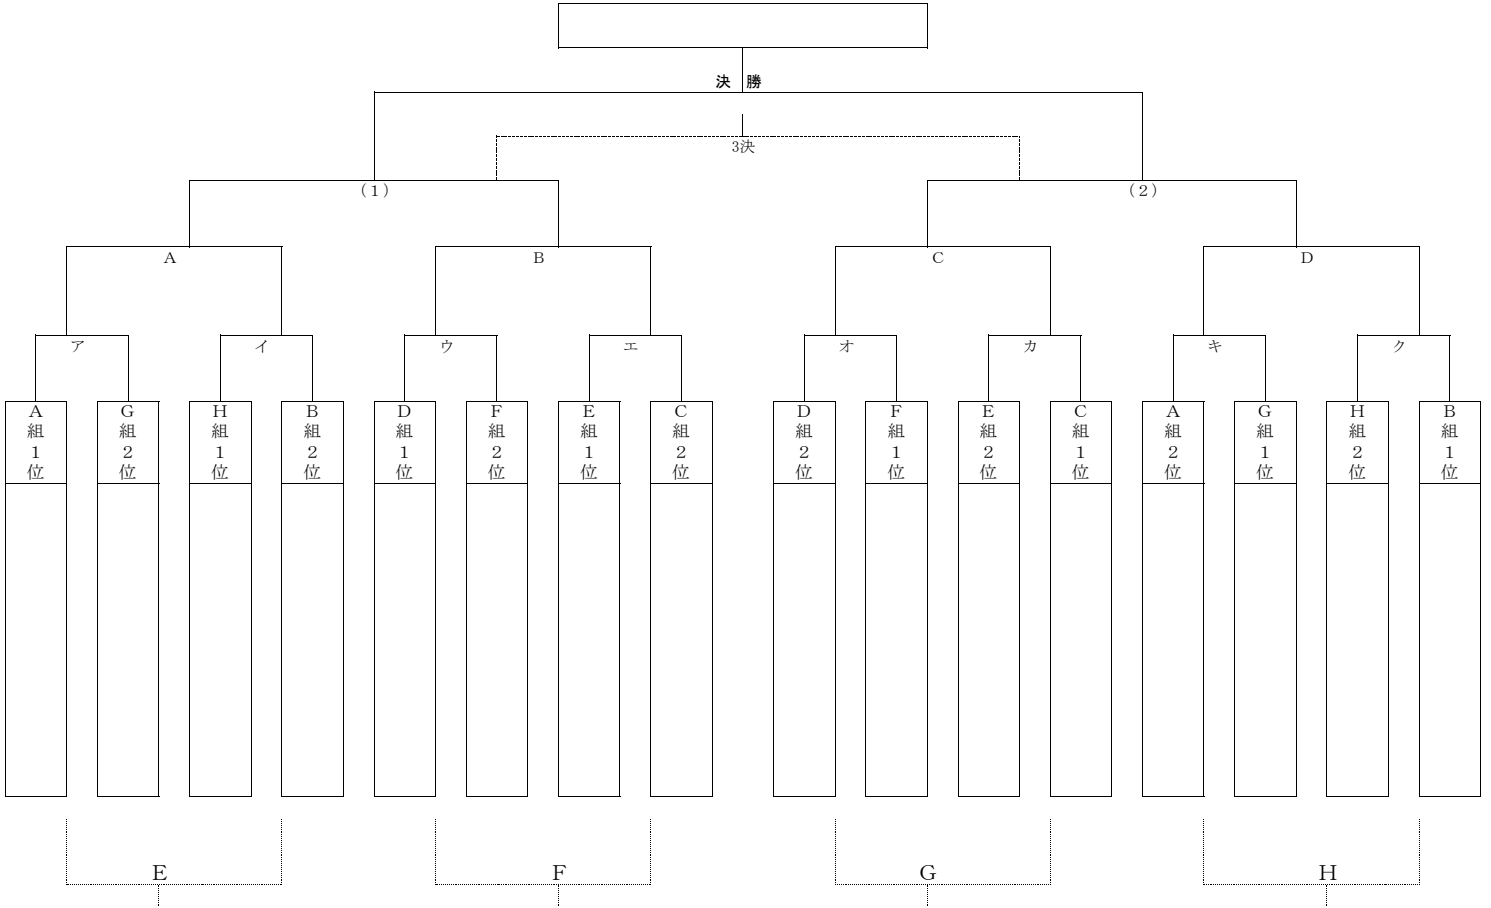 決 勝
3決
(1) (2)
A B C D
ア イ ウ エ オ カ キ ク
A組1位
G組2位
H組1位
B組2位
D組1位
F組2位
E組1位
C組2位
D組2位
F組1位
E組2位
C組1位
A組2位
G組1位
H組2位
B組1位
E F G H